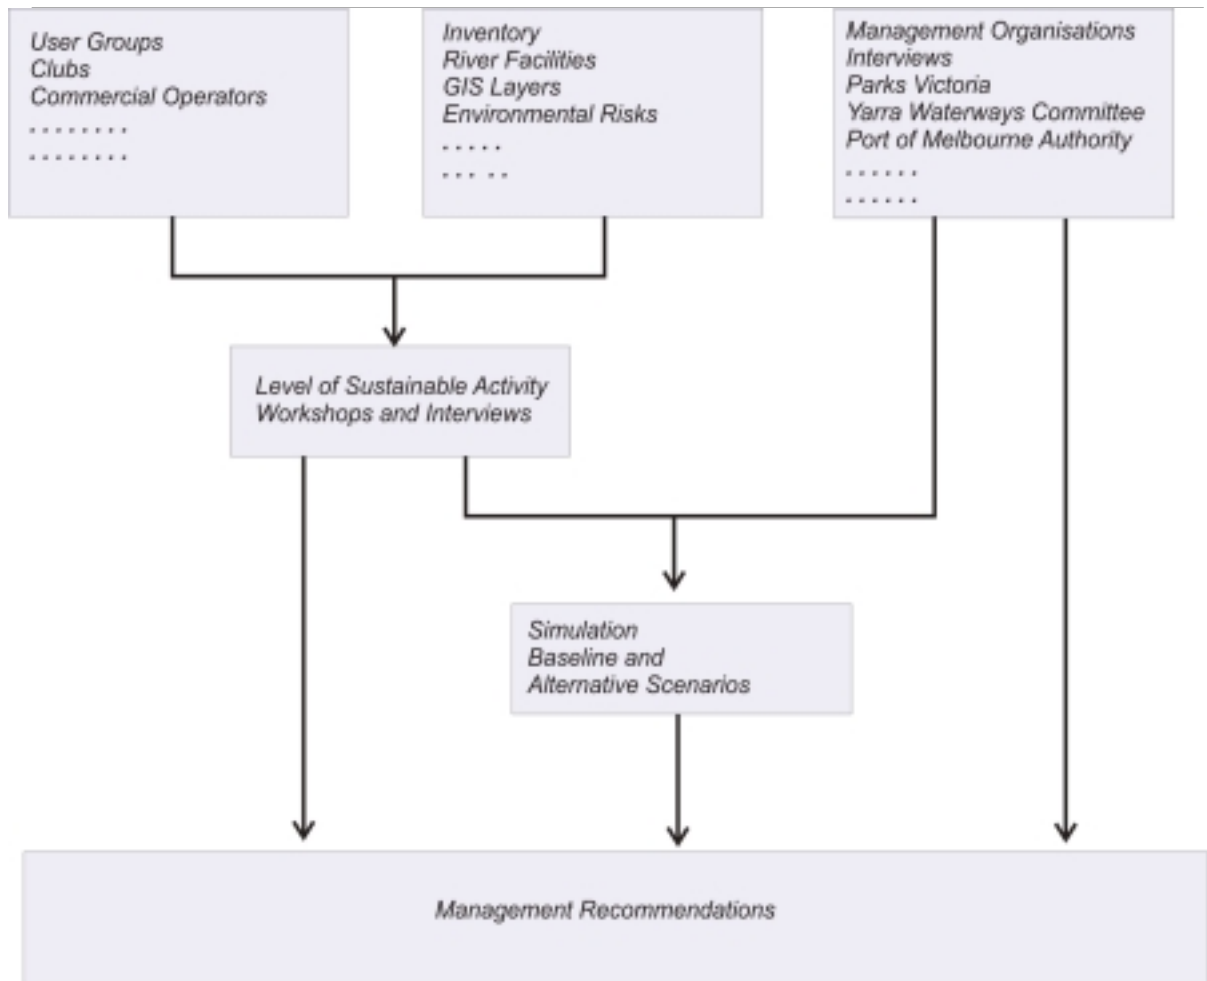 User Groups
Clubs
Commercial Operators
. . . . . . . .
. . . . . . . .
Inventory
River Facilities
GIS Layers
Environmental Risks
. . . . .
. . . . .
Management Organisations
Interviews
Parks Victoria
Yarra Waterways Committee
Port of Melbourne Authority
. . . . . .
. . . . . .
Level of Sustainable Activity
Workshops and Interviews
Simulation
Baseline and
Alternative Scenarios
Management Recommendations